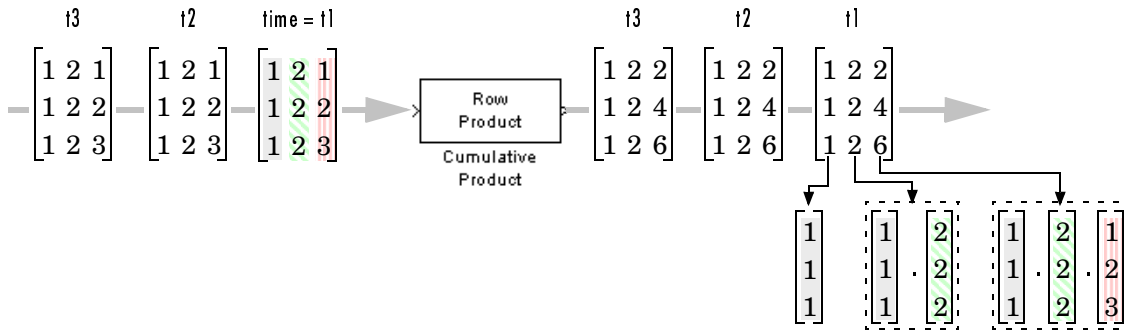 t3 t2 time = t1 t3 t2 t1
1 2 1 1 2 1 1 2 1 1 2 2 1 2 2 1 2 2
1 2 2 1 2 2 1 2 2 Row 1 2 4 1 2 4 1 2 4
Product
1 2 3 1 2 3 1 2 3 1 2 6 1 2 6 1 2 6
Cumulative
Product
1 1 2 1 2 1
1 1 . 2 1 . 2 . 2
1 1 2 1 2 3